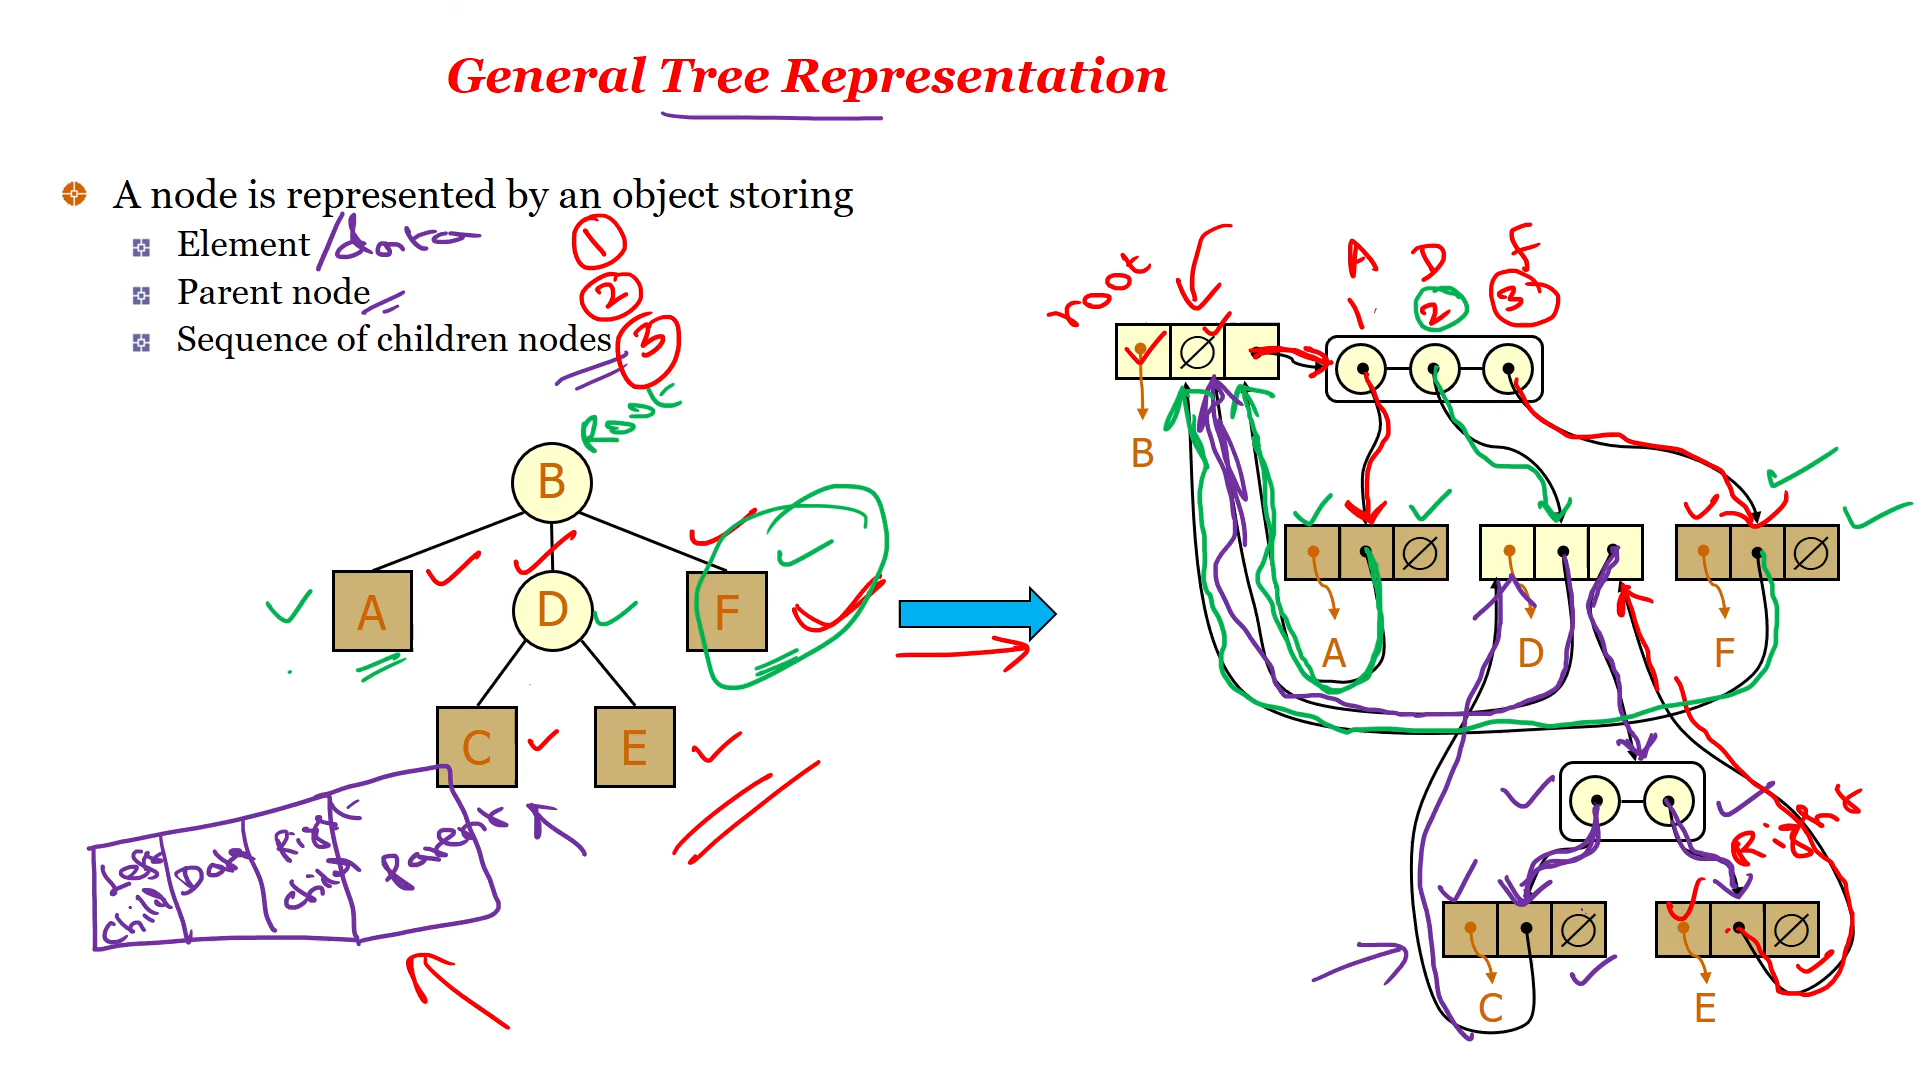 General Tree Representation
A node is represented by an object storing
Element /data 1
Parent node 2
Sequence of children nodes 3
Root
B
A D F
C E
Left child Data Right child Parent
root A D F
1 2 3
∅
B
∅ ∅
A D F
Right
∅ ∅
C E